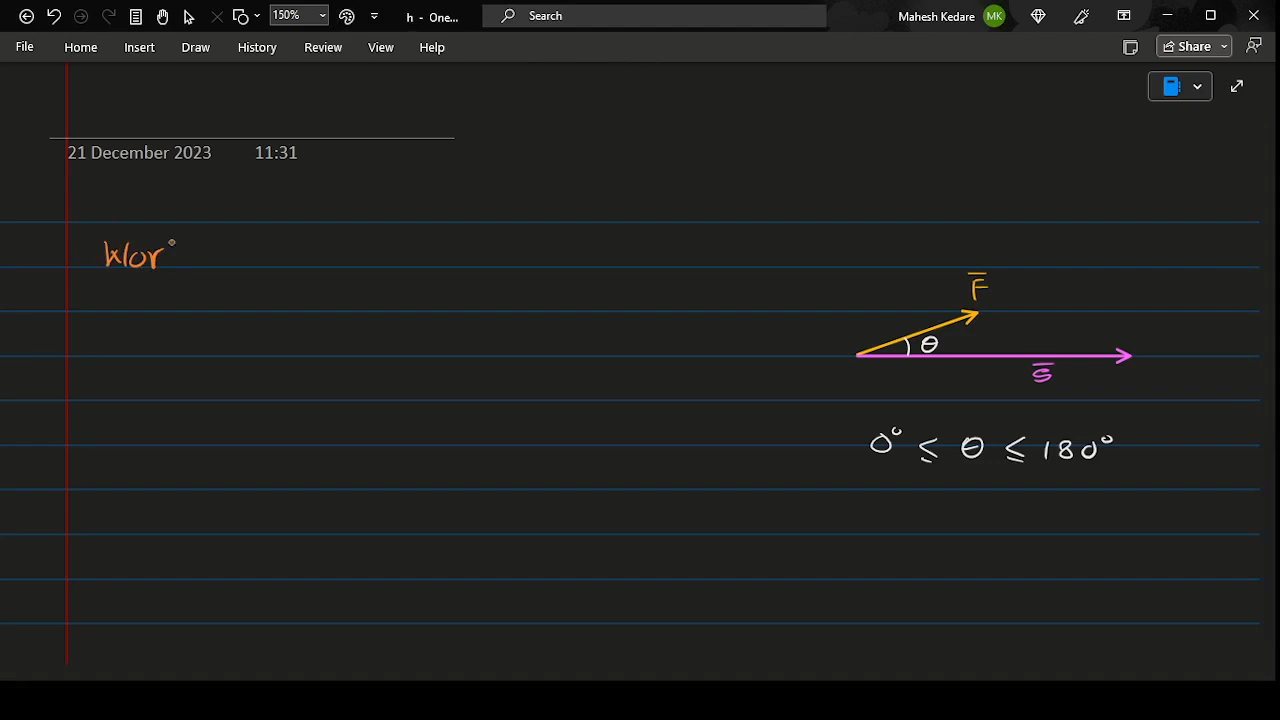 150%
h - One...
Search
Mahesh Kedare
MK
File
Home
Insert
Draw
History
Review
View
Help
Share
21 December 2023
11:31
Wor
F̅
θ
s̅
0° ≤ θ ≤ 180°